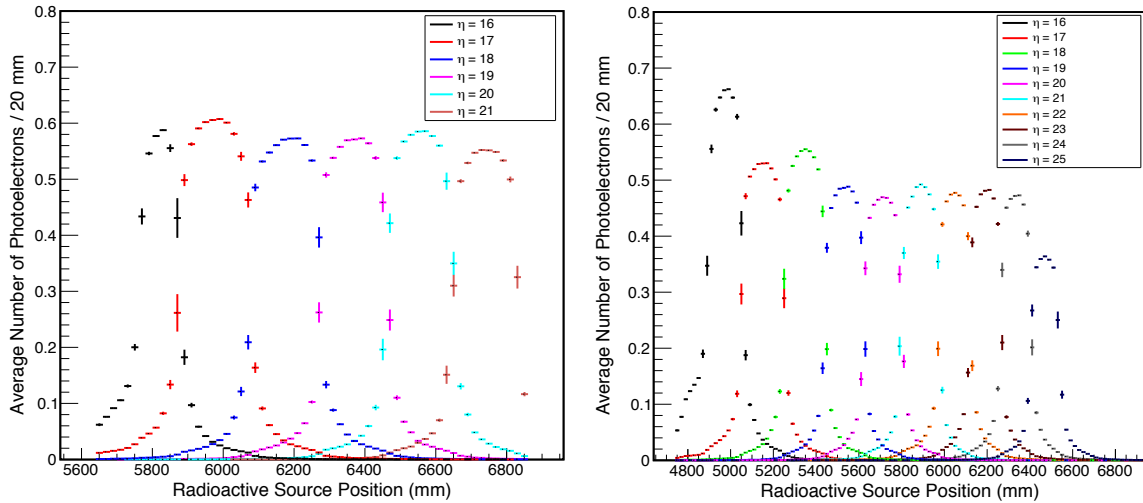 Average Number of Photoelectrons / 20 mm
0.8
0.7
0.6
0.5
0.4
0.3
0.2
0.1
0
5600 5800 6000 6200 6400 6600 6800
Radioactive Source Position (mm)
η = 16
η = 17
η = 18
η = 19
η = 20
η = 21
Average Number of Photoelectrons / 20 mm
0.8
0.7
0.6
0.5
0.4
0.3
0.2
0.1
0
4800 5000 5200 5400 5600 5800 6000 6200 6400 6600 6800
Radioactive Source Position (mm)
η = 16
η = 17
η = 18
η = 19
η = 20
η = 21
η = 22
η = 23
η = 24
η = 25